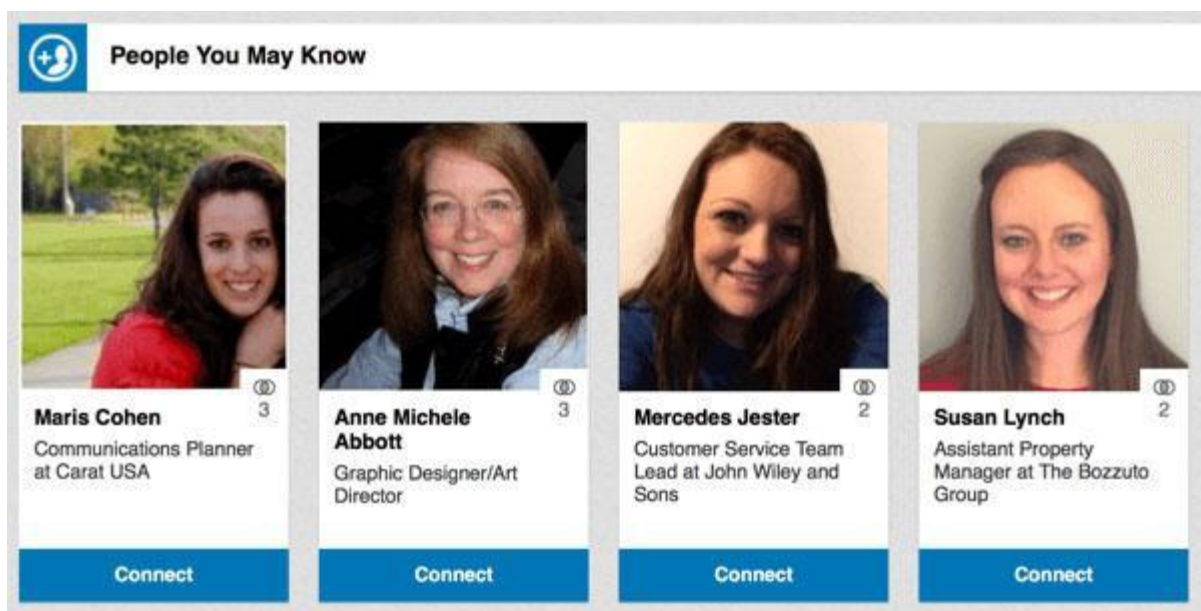 People You May Know
3
Maris Cohen
Communications Planner
at Carat USA
Connect
3
Anne Michele
Abbott
Graphic Designer/Art
Director
Connect
2
Mercedes Jester
Customer Service Team
Lead at John Wiley and
Sons
Connect
2
Susan Lynch
Assistant Property
Manager at The Bozzuto
Group
Connect